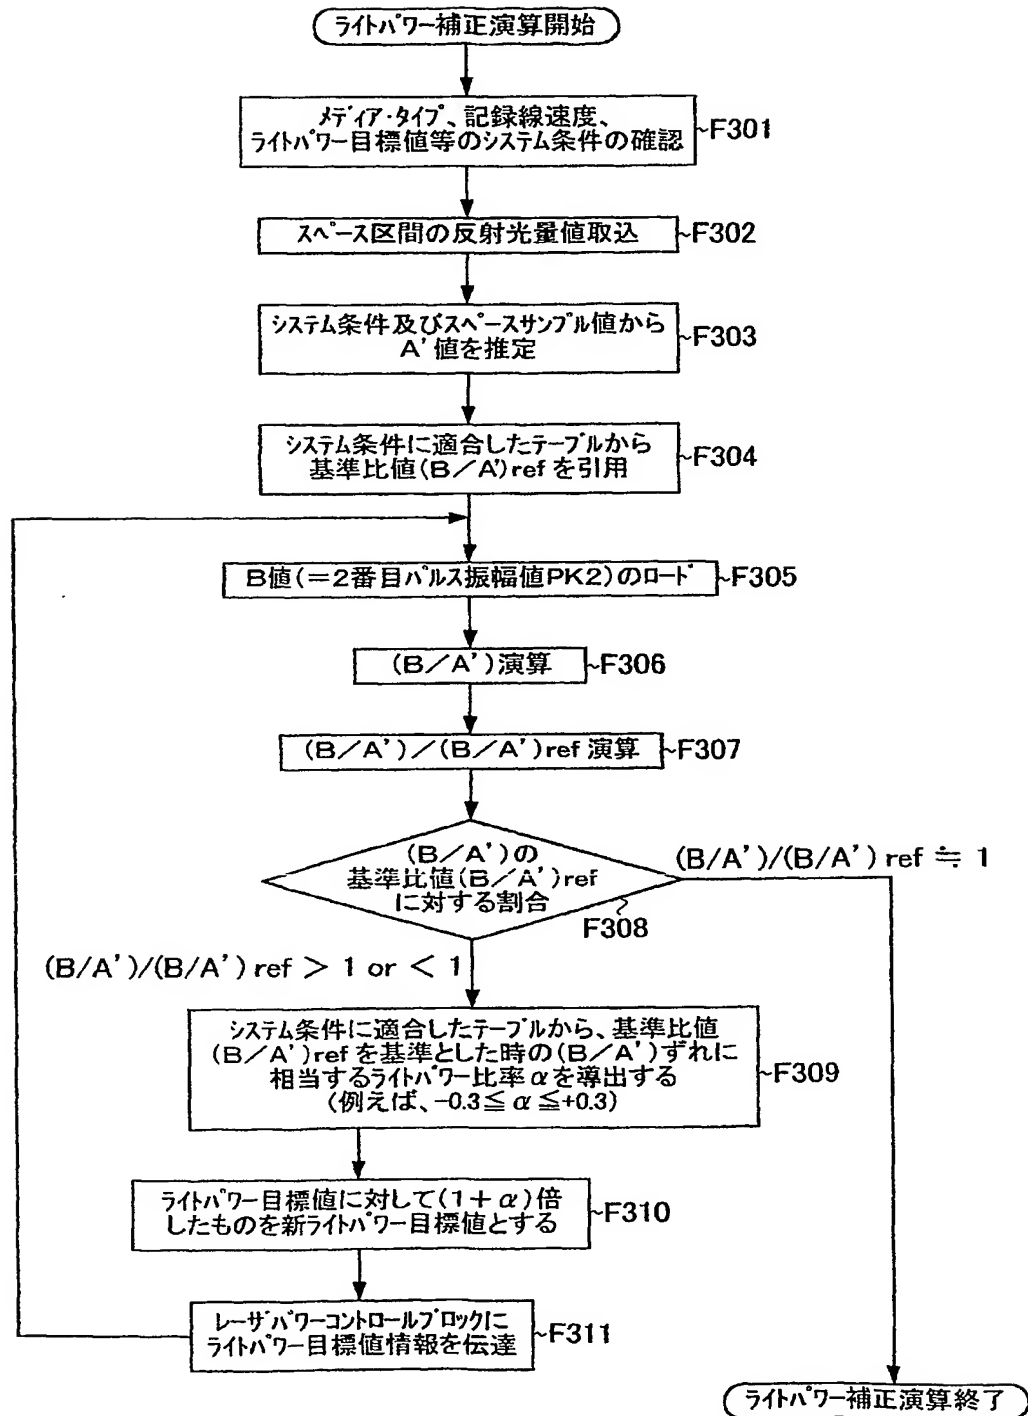 ライトパワー補正演算開始
メディア・タイプ、記録線速度、
ライトパワー目標値等のシステム条件の確認
~F301
スペース区間の反射光量値取込
~F302
システム条件及びスペースサンプル値から
A'値を推定
~F303
システム条件に適合したテーブルから
基準比値(B/A')refを引用
~F304
B値(=2番目パルス振幅値PK2)のロード
~F305
(B/A')演算
~F306
(B/A')/(B/A')ref演算
~F307
(B/A')の
基準比値(B/A')ref
に対する割合
F308
(B/A')/(B/A')ref ≒ 1
(B/A')/(B/A')ref > 1 or < 1
システム条件に適合したテーブルから、基準比値
(B/A')refを基準とした時の(B/A')ずれに
相当するライトパワー比率αを導出する
(例えば、-0.3≦α≦+0.3)
~F309
ライトパワー目標値に対して(1+α)倍
したものを新ライトパワー目標値とする
~F310
レーザパワーコントロールブロックに
ライトパワー目標値情報を伝達
~F311
ライトパワー補正演算終了